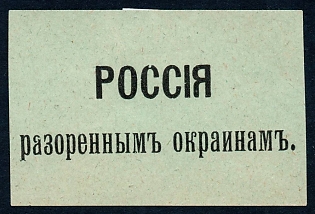 РОССІЯ
разореннымъ окраинамъ.